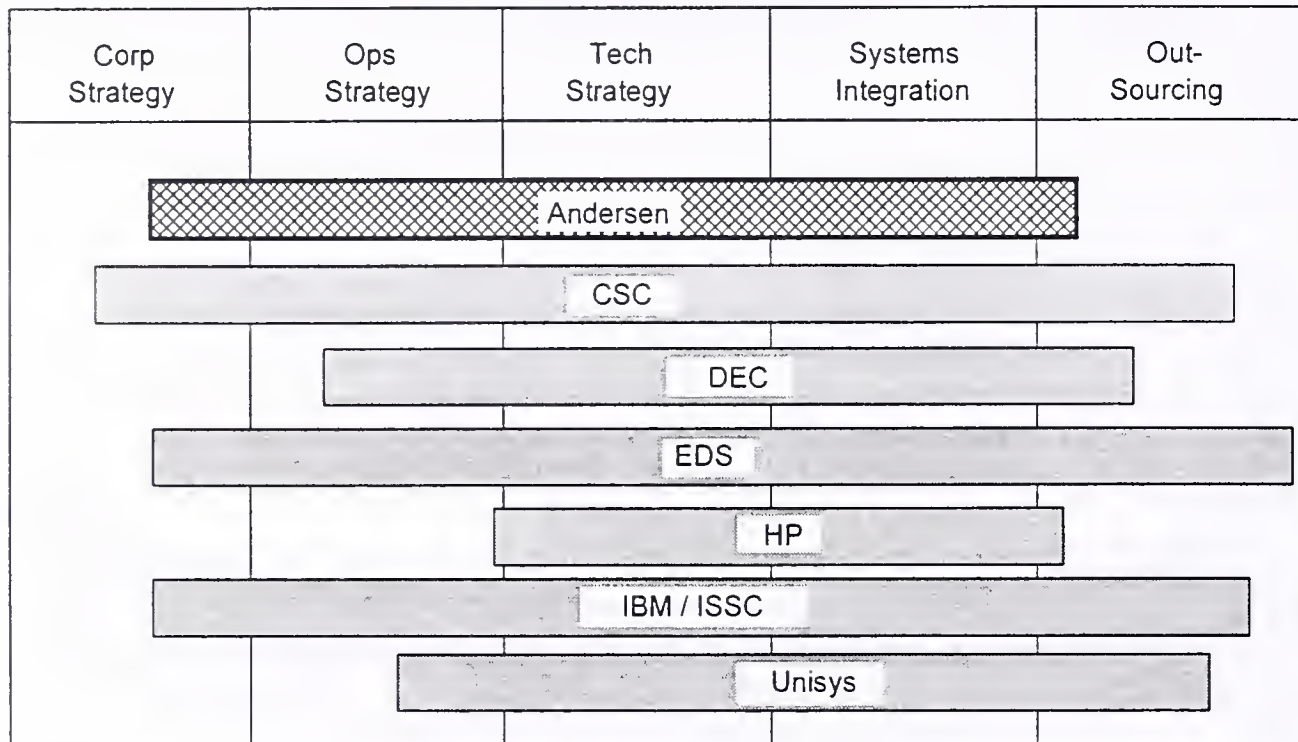 Corp
Strategy
Ops
Strategy
Tech
Strategy
Systems
Integration
Out-
Sourcing
Andersen
CSC
DEC
EDS
HP
IBM / ISSC
Unisys